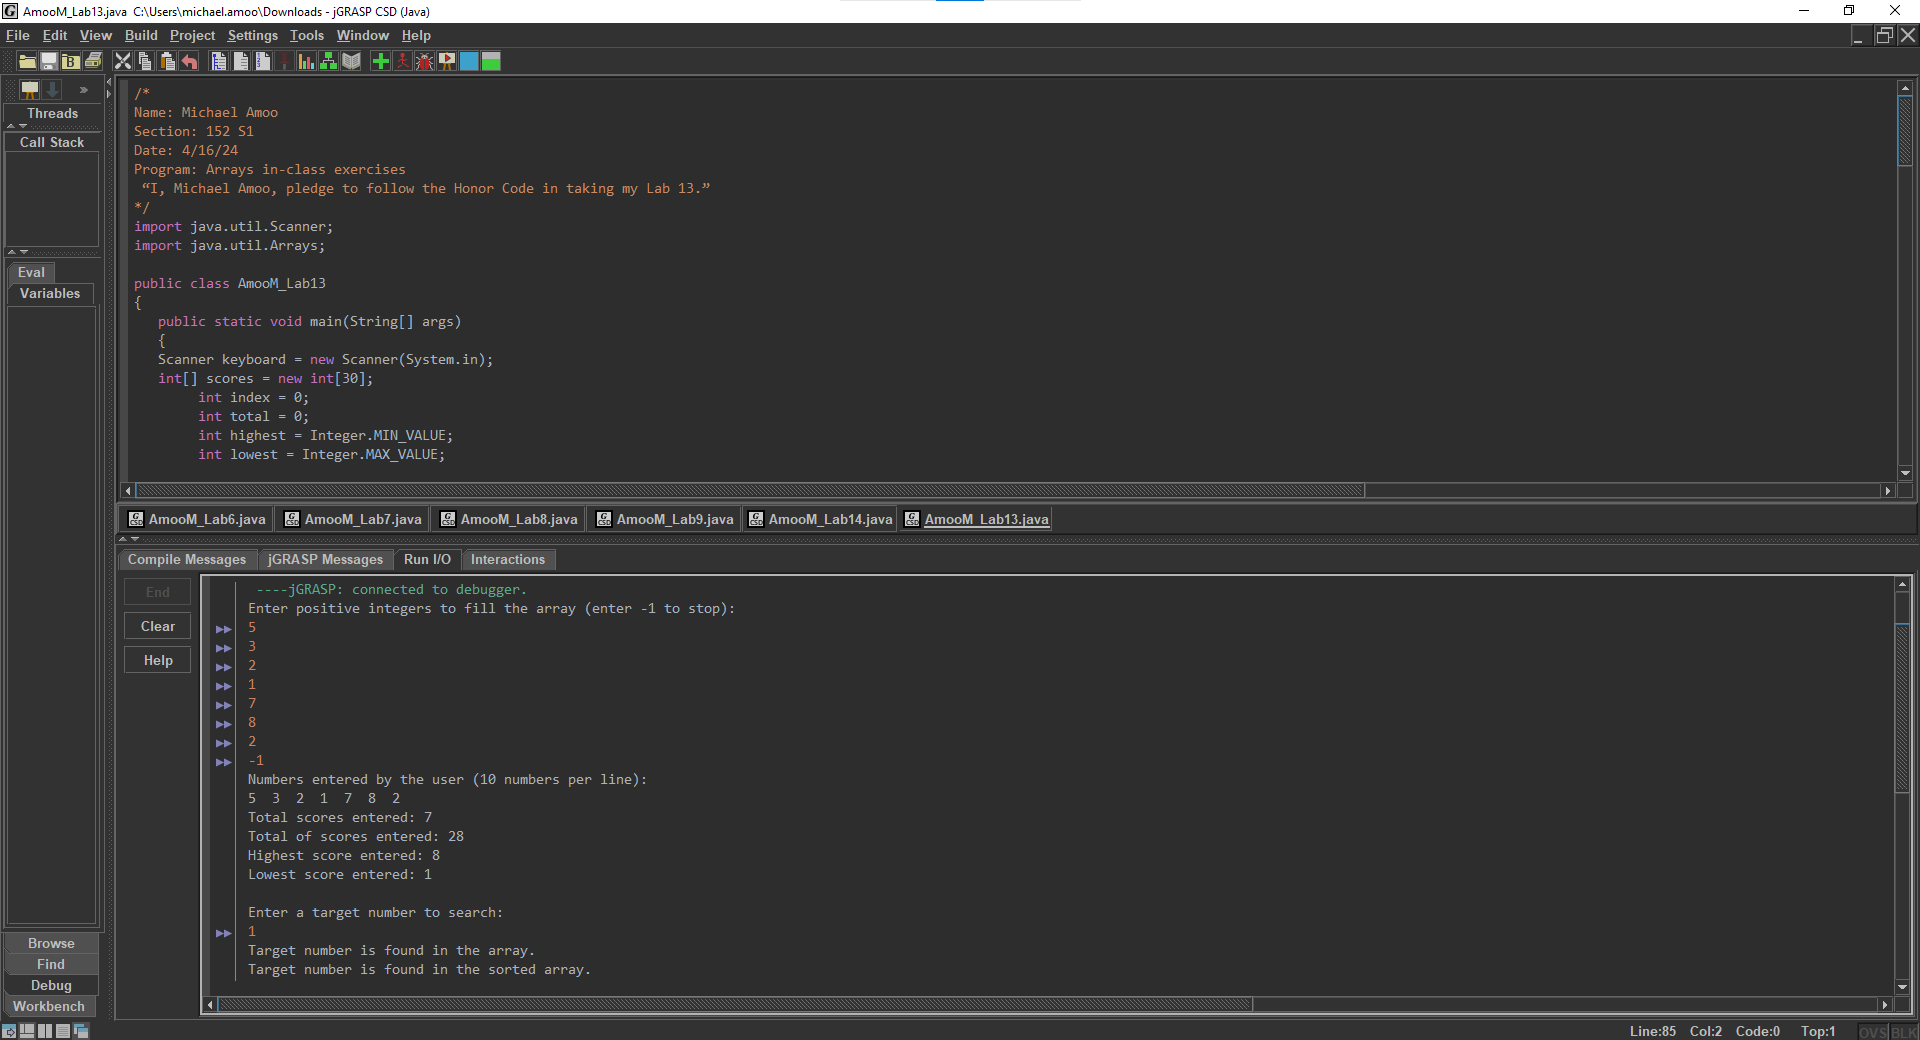 AmooM_Lab13.java  C:\Users\michael.amoo\Downloads - jGRASP CSD (Java)
File Edit View Build Project Settings Tools Window Help
Threads
Call Stack
Eval
Variables
/*
Name: Michael Amoo
Section: 152 S1
Date: 4/16/24
Program: Arrays in-class exercises
“I, Michael Amoo, pledge to follow the Honor Code in taking my Lab 13.”
*/
import java.util.Scanner;
import java.util.Arrays;
public class AmooM_Lab13
{
public static void main(String[] args)
{
Scanner keyboard = new Scanner(System.in);
int[] scores = new int[30];
int index = 0;
int total = 0;
int highest = Integer.MIN_VALUE;
int lowest = Integer.MAX_VALUE;
AmooM_Lab6.java AmooM_Lab7.java AmooM_Lab8.java AmooM_Lab9.java AmooM_Lab14.java AmooM_Lab13.java
Compile Messages jGRASP Messages Run I/O Interactions
End
Clear
Help
----jGRASP: connected to debugger.
Enter positive integers to fill the array (enter -1 to stop):
5
3
2
1
7
8
2
-1
Numbers entered by the user (10 numbers per line):
5  3  2  1  7  8  2
Total scores entered: 7
Total of scores entered: 28
Highest score entered: 8
Lowest score entered: 1
Enter a target number to search:
1
Target number is found in the array.
Target number is found in the sorted array.
Browse
Find
Debug
Workbench
Line:85 Col:2 Code:0 Top:1 OVS BLK